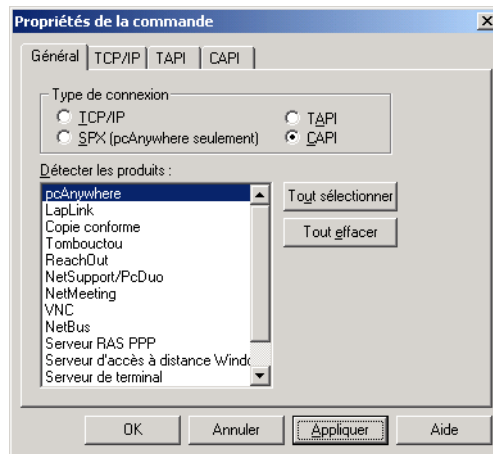 Propriétés de la commande
Général TCP/IP TAPI CAPI
Type de connexion
TCP/IP TAPI
SPX (pcAnywhere seulement) CAPI
Détecter les produits :
pcAnywhere
Tout sélectionner
LapLink
Copie conforme
Tout effacer
Tombouctou
ReachOut
NetSupport/PcDuo
NetMeeting
VNC
NetBus
Serveur RAS PPP
Serveur d'accès à distance Windo
Serveur de terminal
OK Annuler Appliquer Aide